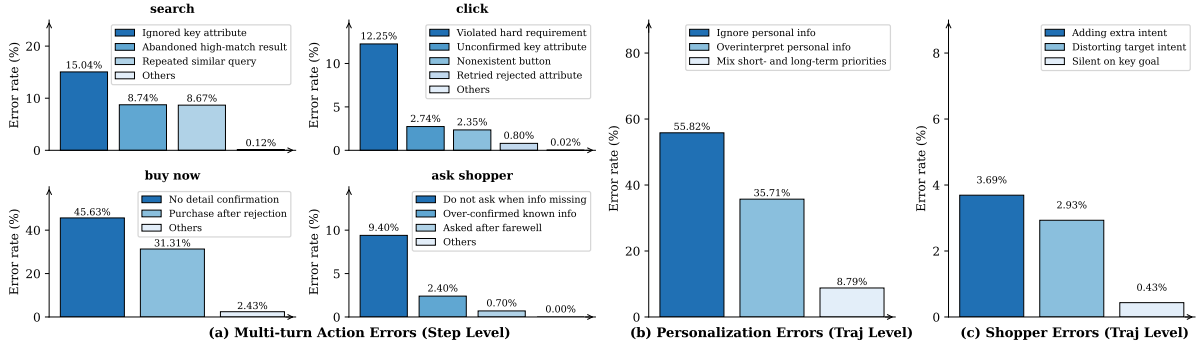 search
Error rate (%)
20
10
0
15.04%
8.74%
8.67%
0.12%
Ignored key attribute
Abandoned high-match result
Repeated similar query
Others
click
Error rate (%)
10
5
0
12.25%
2.74%
2.35%
0.80%
0.02%
Violated hard requirement
Unconfirmed key attribute
Nonexistent button
Retried rejected attribute
Others
buy now
Error rate (%)
40
20
0
45.63%
31.31%
2.43%
No detail confirmation
Purchase after rejection
Others
ask shopper
Error rate (%)
10
5
0
9.40%
2.40%
0.70%
0.00%
Do not ask when info missing
Over-confirmed known info
Asked after farewell
Others
(a) Multi-turn Action Errors (Step Level)
Error rate (%)
80
60
40
20
0
55.82%
35.71%
8.79%
Ignore personal info
Overinterpret personal info
Mix short- and long-term priorities
(b) Personalization Errors (Traj Level)
Error rate (%)
8
6
4
2
0
3.69%
2.93%
0.43%
Adding extra intent
Distorting target intent
Silent on key goal
(c) Shopper Errors (Traj Level)